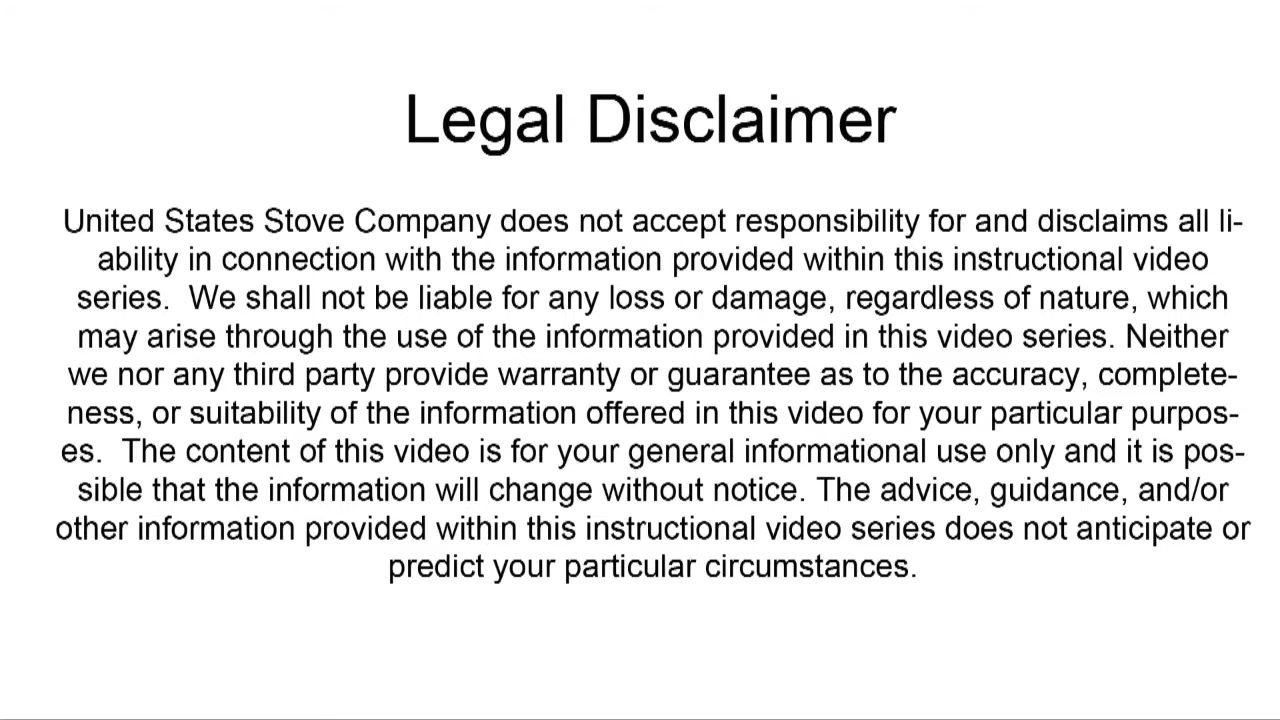 Legal Disclaimer
United States Stove Company does not accept responsibility for and disclaims all li-
ability in connection with the information provided within this instructional video
series.  We shall not be liable for any loss or damage, regardless of nature, which
may arise through the use of the information provided in this video series. Neither
we nor any third party provide warranty or guarantee as to the accuracy, complete-
ness, or suitability of the information offered in this video for your particular purpos-
es.  The content of this video is for your general informational use only and it is pos-
sible that the information will change without notice. The advice, guidance, and/or
other information provided within this instructional video series does not anticipate or
predict your particular circumstances.